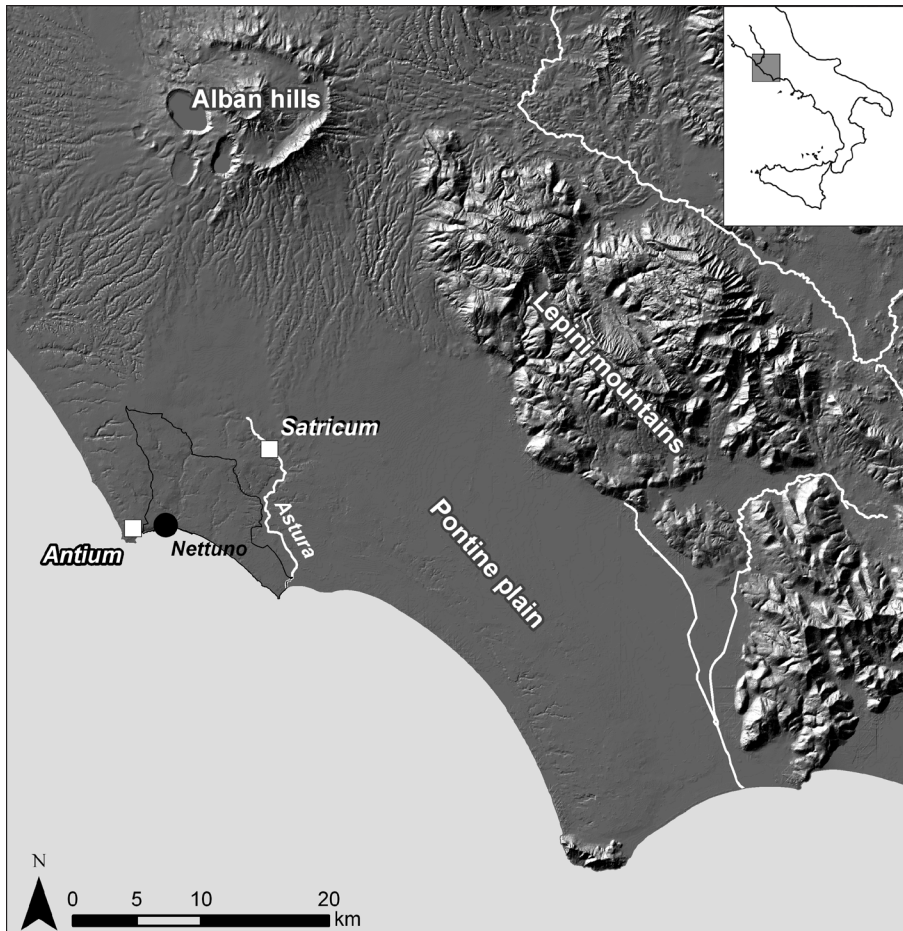 Alban hills
Lepini mountains
Satricum
Astura
Pontine plain
Antium
Nettuno
N
0 5 10 20
km